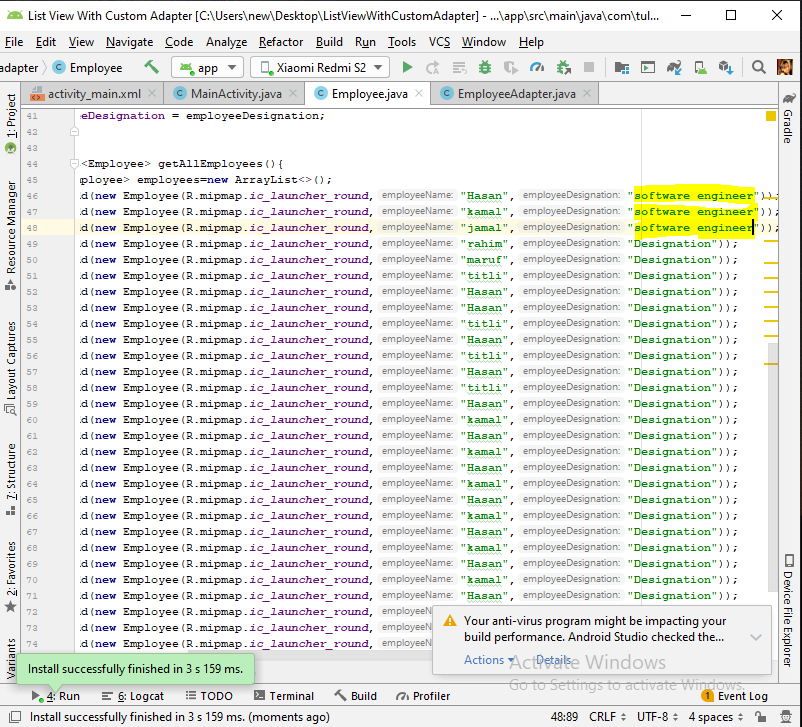 List View With Custom Adapter [C:\Users\new\Desktop\ListViewWithCustomAdapter] - ...\app\src\main\java\com\tul...
File Edit View Navigate Code Analyze Refactor Build Run Tools VCS Window Help
adapter Employee app Xiaomi Redmi S2
activity_main.xml MainActivity.java Employee.java EmployeeAdapter.java
1: Project
Resource Manager
Layout Captures
7: Structure
2: Favorites
Variants
41 eDesignation = employeeDesignation;
42
43
44 <Employee> getAllEmployees(){
45 mployee> employees=new ArrayList<>();
46 d(new Employee(R.mipmap.ic_launcher_round, employeeName: "Hasan", employeeDesignation: "software engineer"));
47 d(new Employee(R.mipmap.ic_launcher_round, employeeName: "kamal", employeeDesignation: "software engineer"));
48 d(new Employee(R.mipmap.ic_launcher_round, employeeName: "jamal", employeeDesignation: "software engineer"));
49 d(new Employee(R.mipmap.ic_launcher_round, employeeName: "rahim", employeeDesignation: "Designation"));
50 d(new Employee(R.mipmap.ic_launcher_round, employeeName: "maruf", employeeDesignation: "Designation"));
51 d(new Employee(R.mipmap.ic_launcher_round, employeeName: "titli", employeeDesignation: "Designation"));
52 d(new Employee(R.mipmap.ic_launcher_round, employeeName: "Hasan", employeeDesignation: "Designation"));
53 d(new Employee(R.mipmap.ic_launcher_round, employeeName: "Hasan", employeeDesignation: "Designation"));
54 d(new Employee(R.mipmap.ic_launcher_round, employeeName: "titli", employeeDesignation: "Designation"));
55 d(new Employee(R.mipmap.ic_launcher_round, employeeName: "Hasan", employeeDesignation: "Designation"));
56 d(new Employee(R.mipmap.ic_launcher_round, employeeName: "titli", employeeDesignation: "Designation"));
57 d(new Employee(R.mipmap.ic_launcher_round, employeeName: "Hasan", employeeDesignation: "Designation"));
58 d(new Employee(R.mipmap.ic_launcher_round, employeeName: "titli", employeeDesignation: "Designation"));
59 d(new Employee(R.mipmap.ic_launcher_round, employeeName: "Hasan", employeeDesignation: "Designation"));
60 d(new Employee(R.mipmap.ic_launcher_round, employeeName: "kamal", employeeDesignation: "Designation"));
61 d(new Employee(R.mipmap.ic_launcher_round, employeeName: "Hasan", employeeDesignation: "Designation"));
62 d(new Employee(R.mipmap.ic_launcher_round, employeeName: "kamal", employeeDesignation: "Designation"));
63 d(new Employee(R.mipmap.ic_launcher_round, employeeName: "Hasan", employeeDesignation: "Designation"));
64 d(new Employee(R.mipmap.ic_launcher_round, employeeName: "kamal", employeeDesignation: "Designation"));
65 d(new Employee(R.mipmap.ic_launcher_round, employeeName: "Hasan", employeeDesignation: "Designation"));
66 d(new Employee(R.mipmap.ic_launcher_round, employeeName: "kamal", employeeDesignation: "Designation"));
67 d(new Employee(R.mipmap.ic_launcher_round, employeeName: "Hasan", employeeDesignation: "Designation"));
68 d(new Employee(R.mipmap.ic_launcher_round, employeeName: "kamal", employeeDesignation: "Designation"));
69 d(new Employee(R.mipmap.ic_launcher_round, employeeName: "Hasan", employeeDesignation: "Designation"));
70 d(new Employee(R.mipmap.ic_launcher_round, employeeName: "kamal", employeeDesignation: "Designation"));
71 d(new Employee(R.mipmap.ic_launcher_round, employeeName: "Hasan", employeeDesignation: "Designation"));
72 d(new Employee(R.mipmap.ic_launcher_round, employeeN
73 d(new Employee(R.mipmap.ic_launcher_round, employeeN
74 d(new Employee(R.mipmap.ic_launcher_round, employeeN
Gradle
Device File Explorer
Your anti-virus program might be impacting your
build performance. Android Studio checked the...
Actions Details
Activate Windows
Go to Settings to activate Windows.
Install successfully finished in 3 s 159 ms.
4: Run 6: Logcat TODO Terminal Build Profiler 1 Event Log
Install successfully finished in 3 s 159 ms. (moments ago) 48:89 CRLF UTF-8 4 spaces